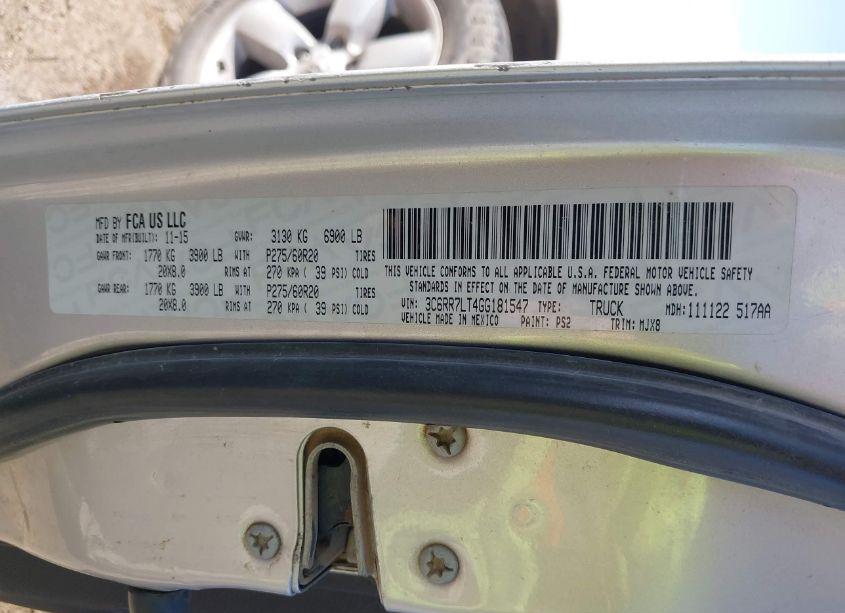 MFD BY FCA US LLC
DATE OF MFR(BUILT): 11-15 GVWR: 3130 KG 6900 LB
GAWR FRONT: 1770 KG 3900 LB WITH P275/60R20 TIRES
20X8.0 RIMS AT 270 KPA ( 39 PSI) COLD
GAWR REAR: 1770 KG 3900 LB WITH P275/60R20 TIRES
20X8.0 RIMS AT 270 KPA ( 39 PSI) COLD
THIS VEHICLE CONFORMS TO ALL APPLICABLE U.S.A. FEDERAL MOTOR VEHICLE SAFETY
STANDARDS IN EFFECT ON THE DATE OF MANUFACTURE SHOWN ABOVE.
VIN: 3C6RR7LT4GG181547 TYPE: TRUCK MDH: 111122 517AA
VEHICLE MADE IN MEXICO PAINT: PS2 TRIM: MJX8